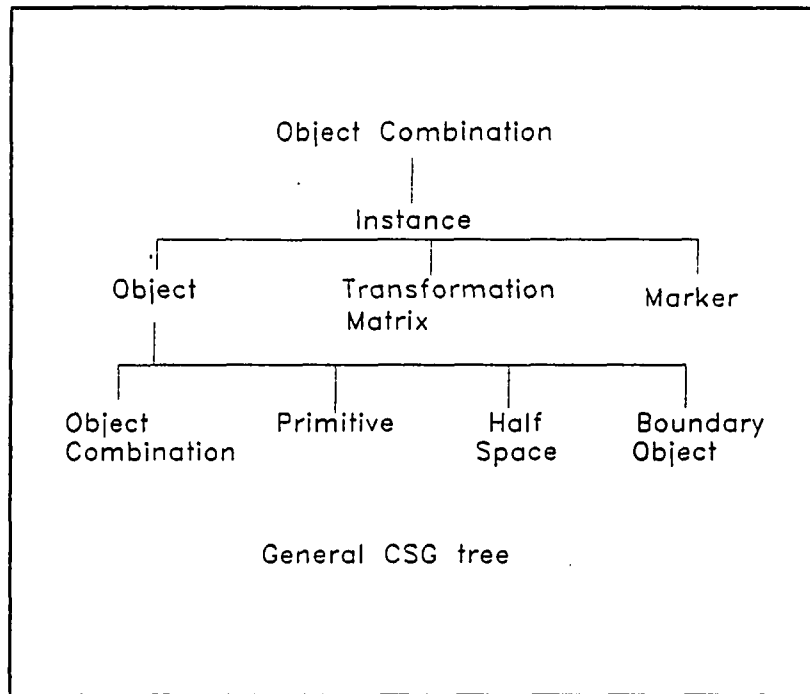 Object Combination
Instance
Object
Transformation
Matrix
Marker
Object
Combination
Primitive
Half
Space
Boundary
Object
General CSG tree